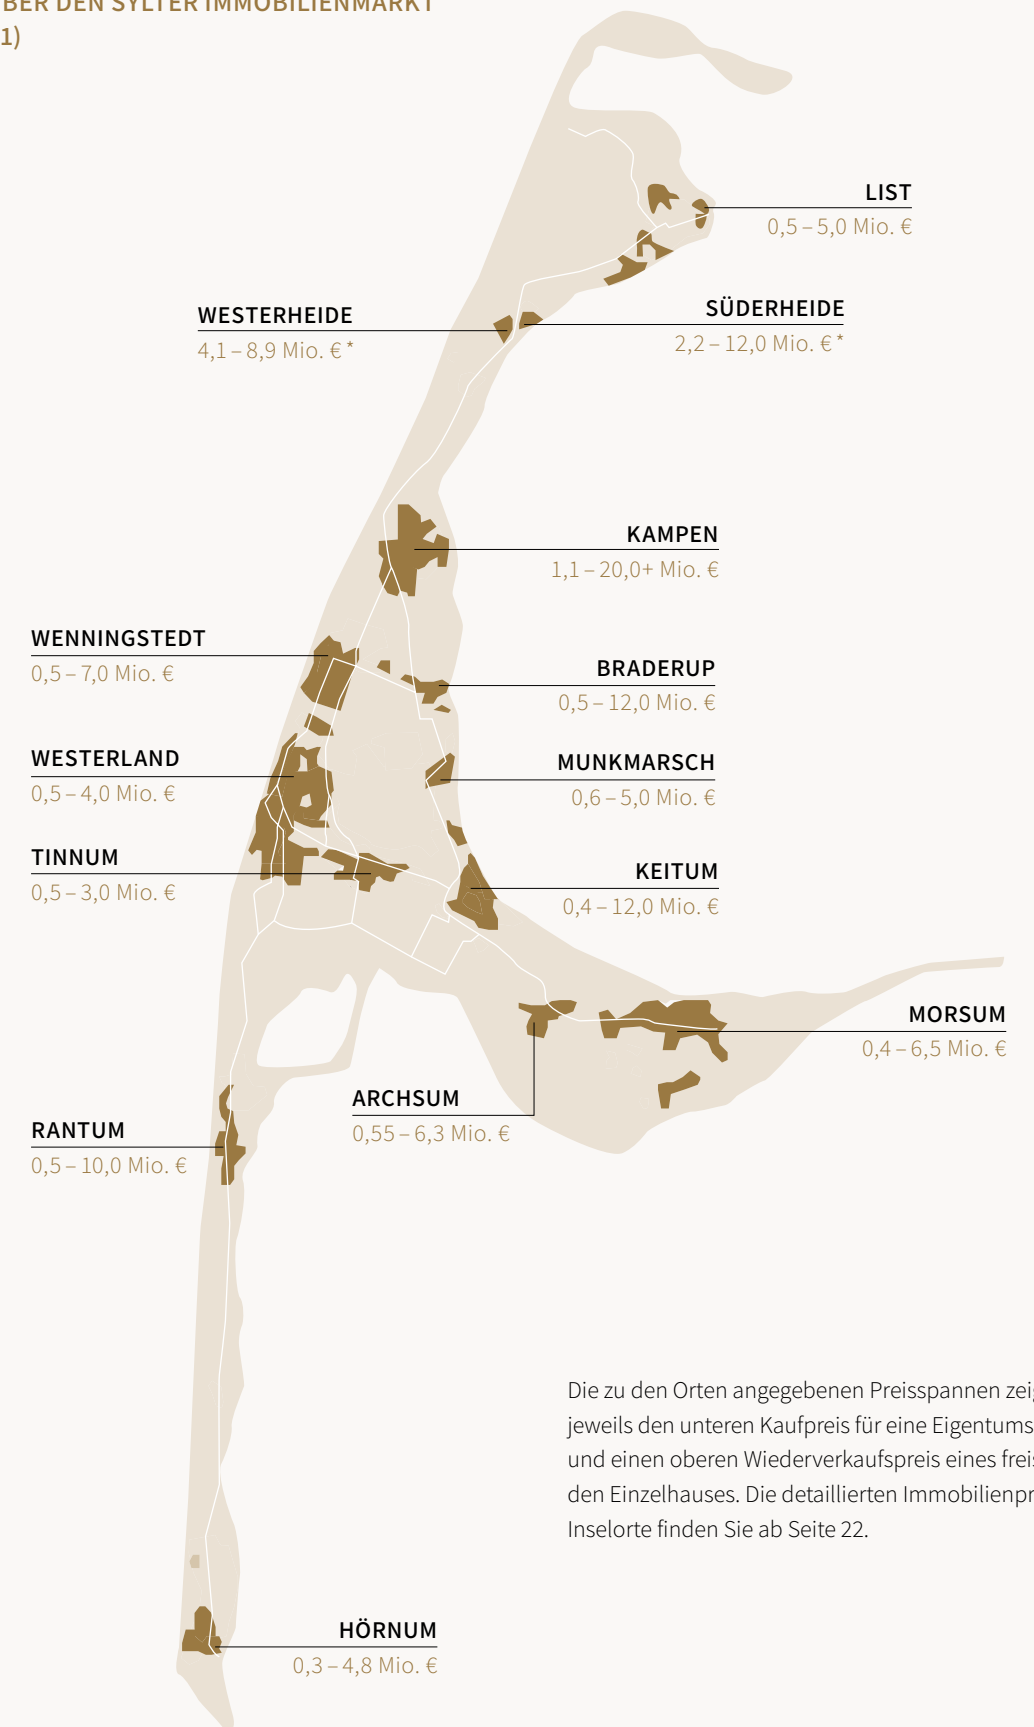 BER DEN SYLTER IMMOBILIENMARKT
1)
LIST
0,5 – 5,0 Mio. €
WESTERHEIDE
4,1 – 8,9 Mio. € *
SÜDERHEIDE
2,2 – 12,0 Mio. € *
KAMPEN
1,1 – 20,0+ Mio. €
WENNINGSTEDT
0,5 – 7,0 Mio. €
BRADERUP
0,5 – 12,0 Mio. €
WESTERLAND
0,5 – 4,0 Mio. €
MUNKMARSCH
0,6 – 5,0 Mio. €
TINNUM
0,5 – 3,0 Mio. €
KEITUM
0,4 – 12,0 Mio. €
MORSUM
0,4 – 6,5 Mio. €
ARCHSUM
0,55 – 6,3 Mio. €
RANTUM
0,5 – 10,0 Mio. €
Die zu den Orten angegebenen Preisspannen zei
jeweils den unteren Kaufpreis für eine Eigentums
und einen oberen Wiederverkaufspreis eines freis
den Einzelhauses. Die detaillierten Immobilienpr
Inselorte finden Sie ab Seite 22.
HÖRNUM
0,3 – 4,8 Mio. €